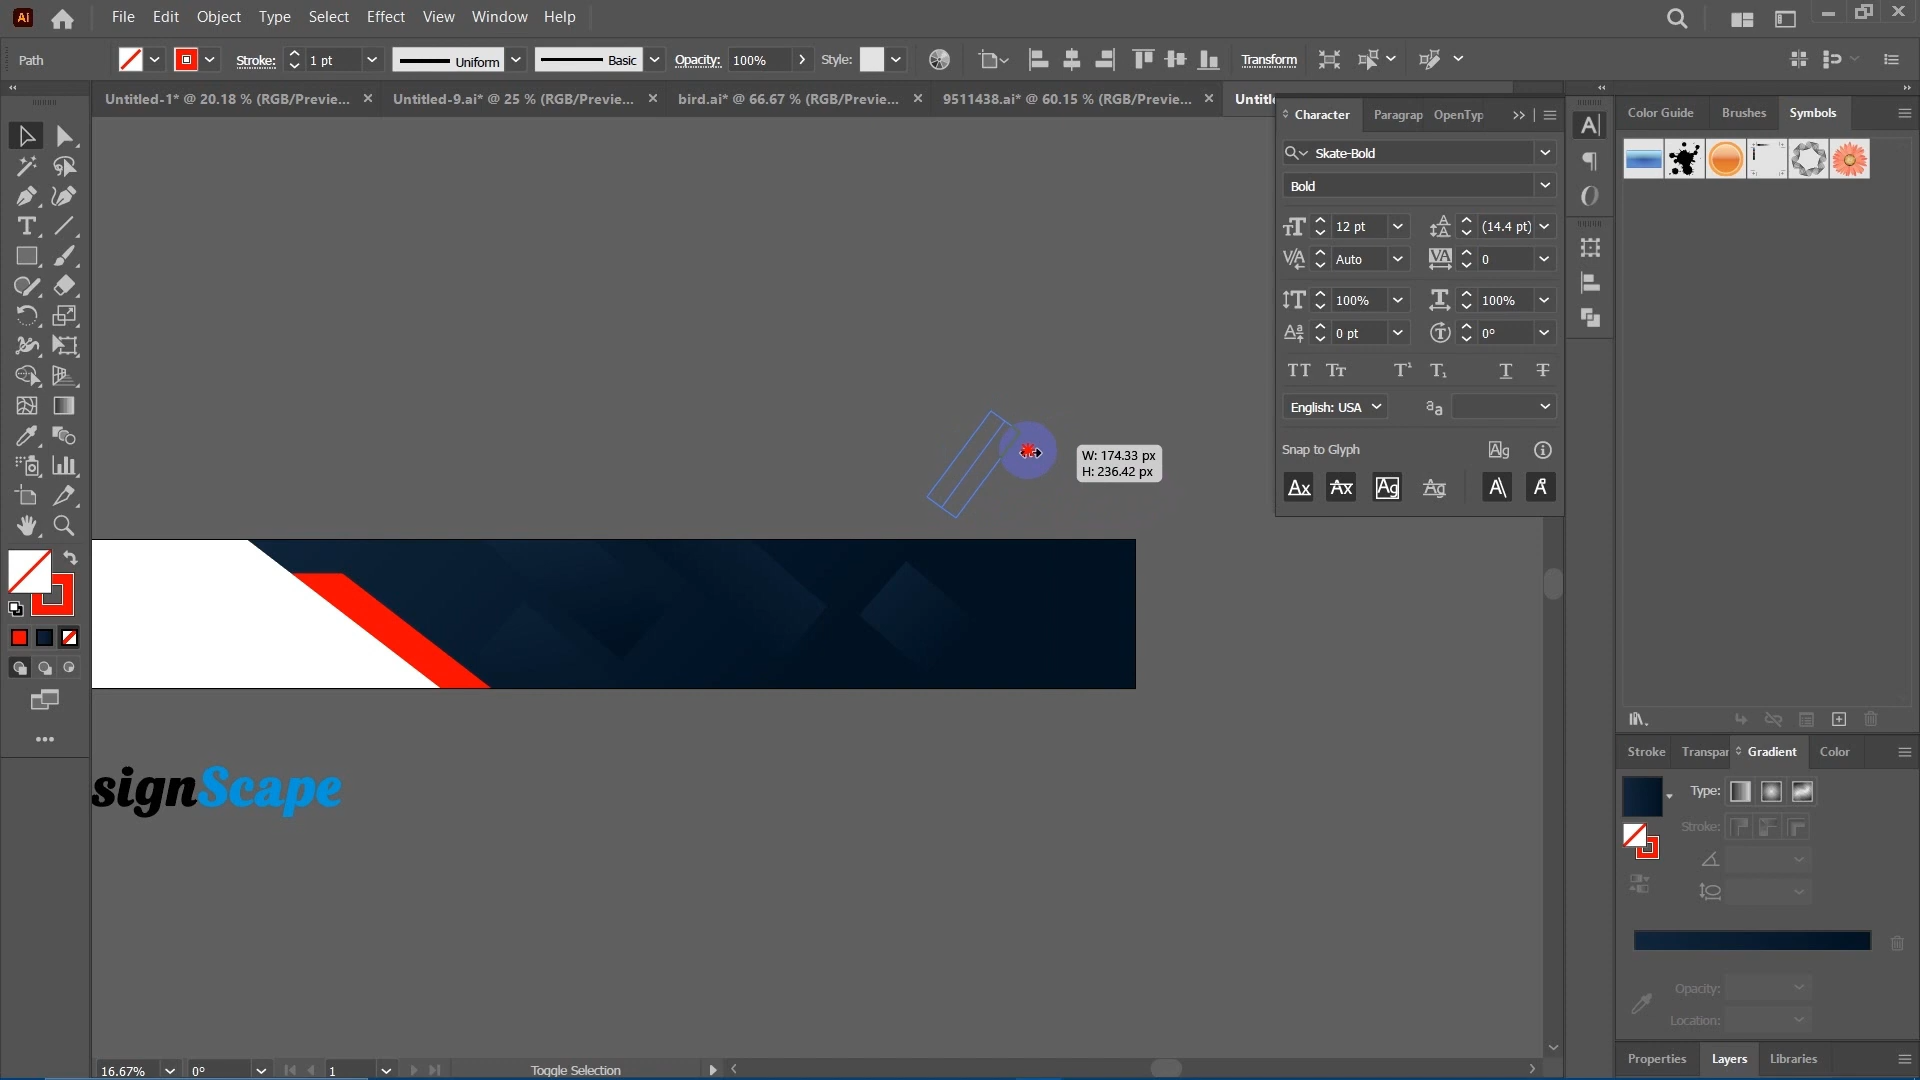 Ai File Edit Object Type Select Effect View Window Help
Path Stroke: 1 pt Uniform Basic Opacity: 100% Style: Transform
Untitled-1* @ 20.18 % (RGB/Previe... Untitled-9.ai* @ 25 % (RGB/Previe... bird.ai* @ 66.67 % (RGB/Previe... 9511438.ai* @ 60.15 % (RGB/Previe... Untitl
Character Paragrap OpenTyp
Skate-Bold
Bold
12 pt (14.4 pt)
Auto 0
100% 100%
0 pt 0°
English: USA
Snap to Glyph
Color Guide Brushes Symbols
W: 174.33 px
H: 236.42 px
signScape
Stroke Transpar Gradient Color
Type:
Stroke:
Opacity:
Location:
Properties Layers Libraries
16.67% 0° 1 Toggle Selection